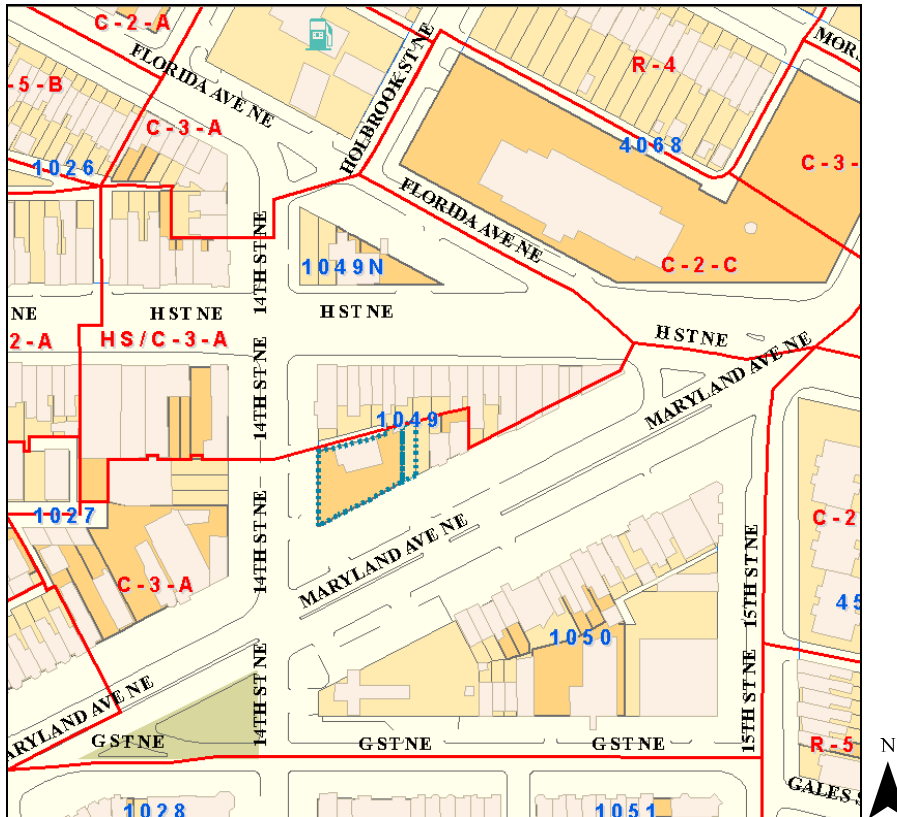 C-2-A
FLORIDA AVE NE
HOLBROOK ST NE
MORS
R-4
-5-B
C-3-A
1026
4068
C-3-
FLORIDA AVE NE
14TH ST NE
1049N
C-2-C
NE
H ST NE
H ST NE
H ST NE
2-A
HS/C-3-A
14TH ST NE
MARYLAND AVE NE
1049
1027
14TH ST NE
C-2
C-3-A
MARYLAND AVE NE
15TH ST NE
45
1050
14TH ST NE
15TH ST NE
ARYLAND AVE NE
G ST NE
G ST NE
G ST NE
R-5
N
GALES S
1028
1051